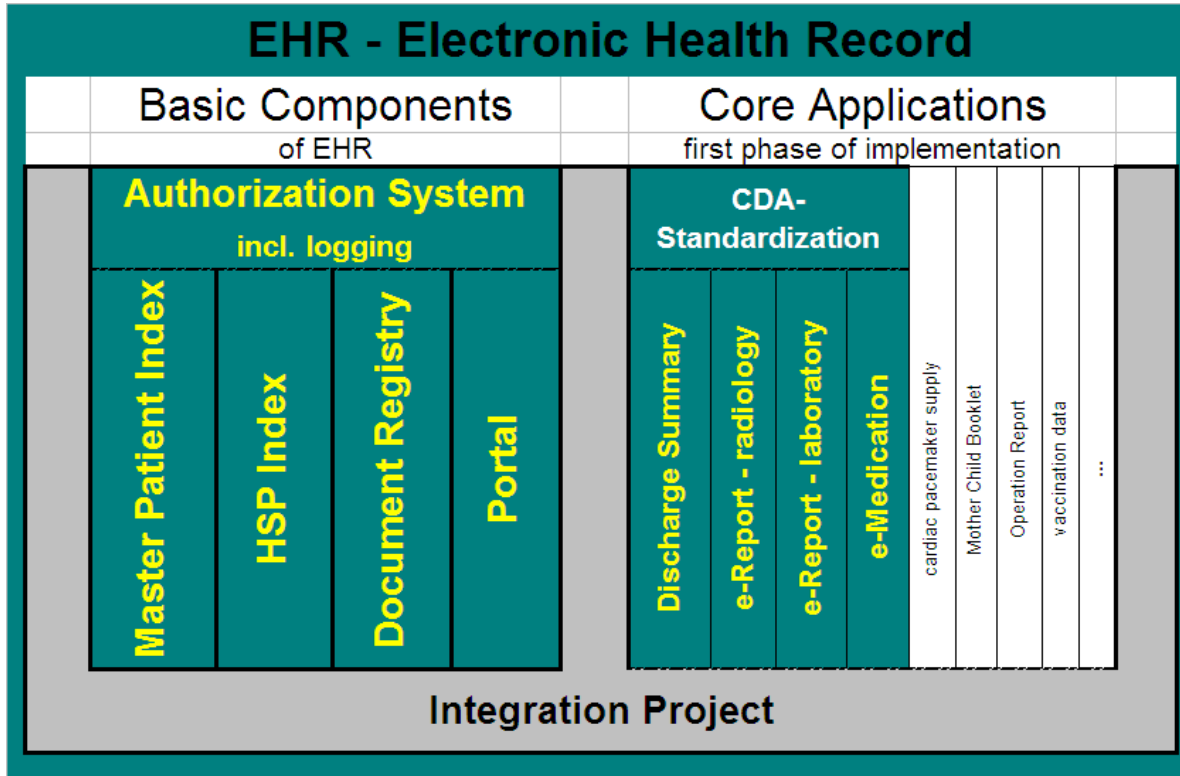 EHR - Electronic Health Record
Basic Components
of EHR
Core Applications
first phase of implementation
Authorization System
incl. logging
Master Patient Index
HSP Index
Document Registry
Portal
CDA-
Standardization
Discharge Summary
e-Report - radiology
e-Report - laboratory
e-Medication
cardiac pacemaker supply
Mother Child Booklet
Operation Report
vaccination data
...
Integration Project